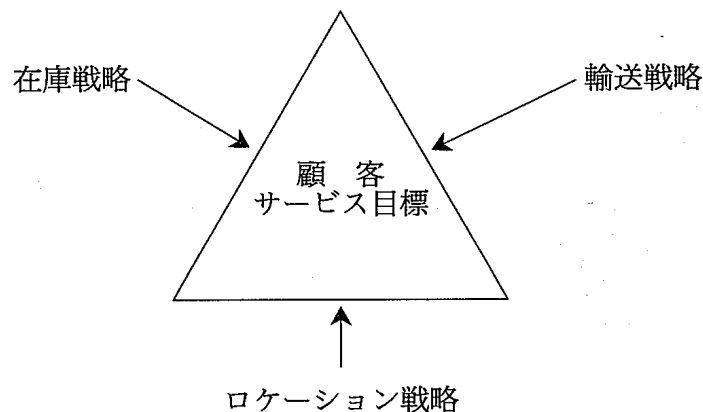 在庫戦略
輸送戦略
顧 客
サービス目標
ロケーション戦略